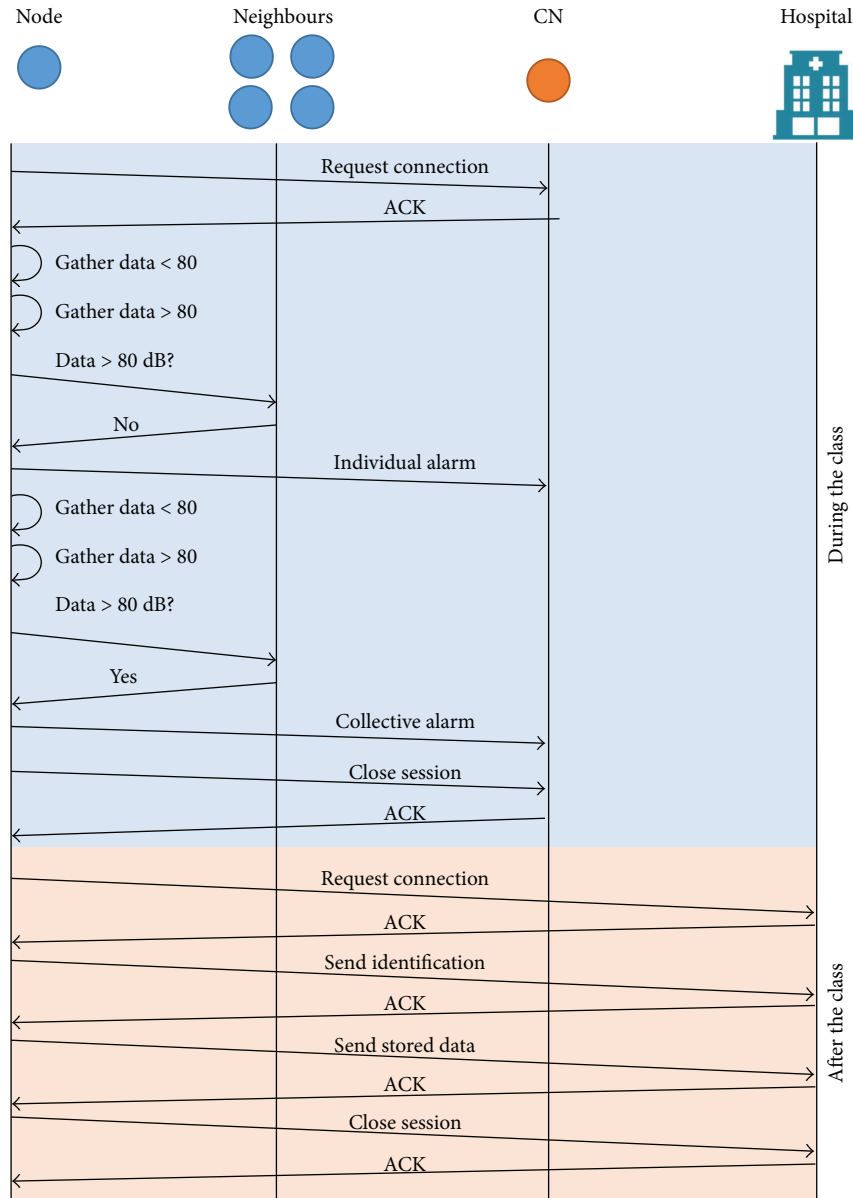 Node
Neighbours
CN
Hospital
Request connection
ACK
Gather data < 80
Gather data > 80
Data > 80 dB?
No
Individual alarm
Gather data < 80
Gather data > 80
Data > 80 dB?
Yes
Collective alarm
Close session
ACK
During the class
Request connection
ACK
Send identification
ACK
Send stored data
ACK
Close session
ACK
After the class